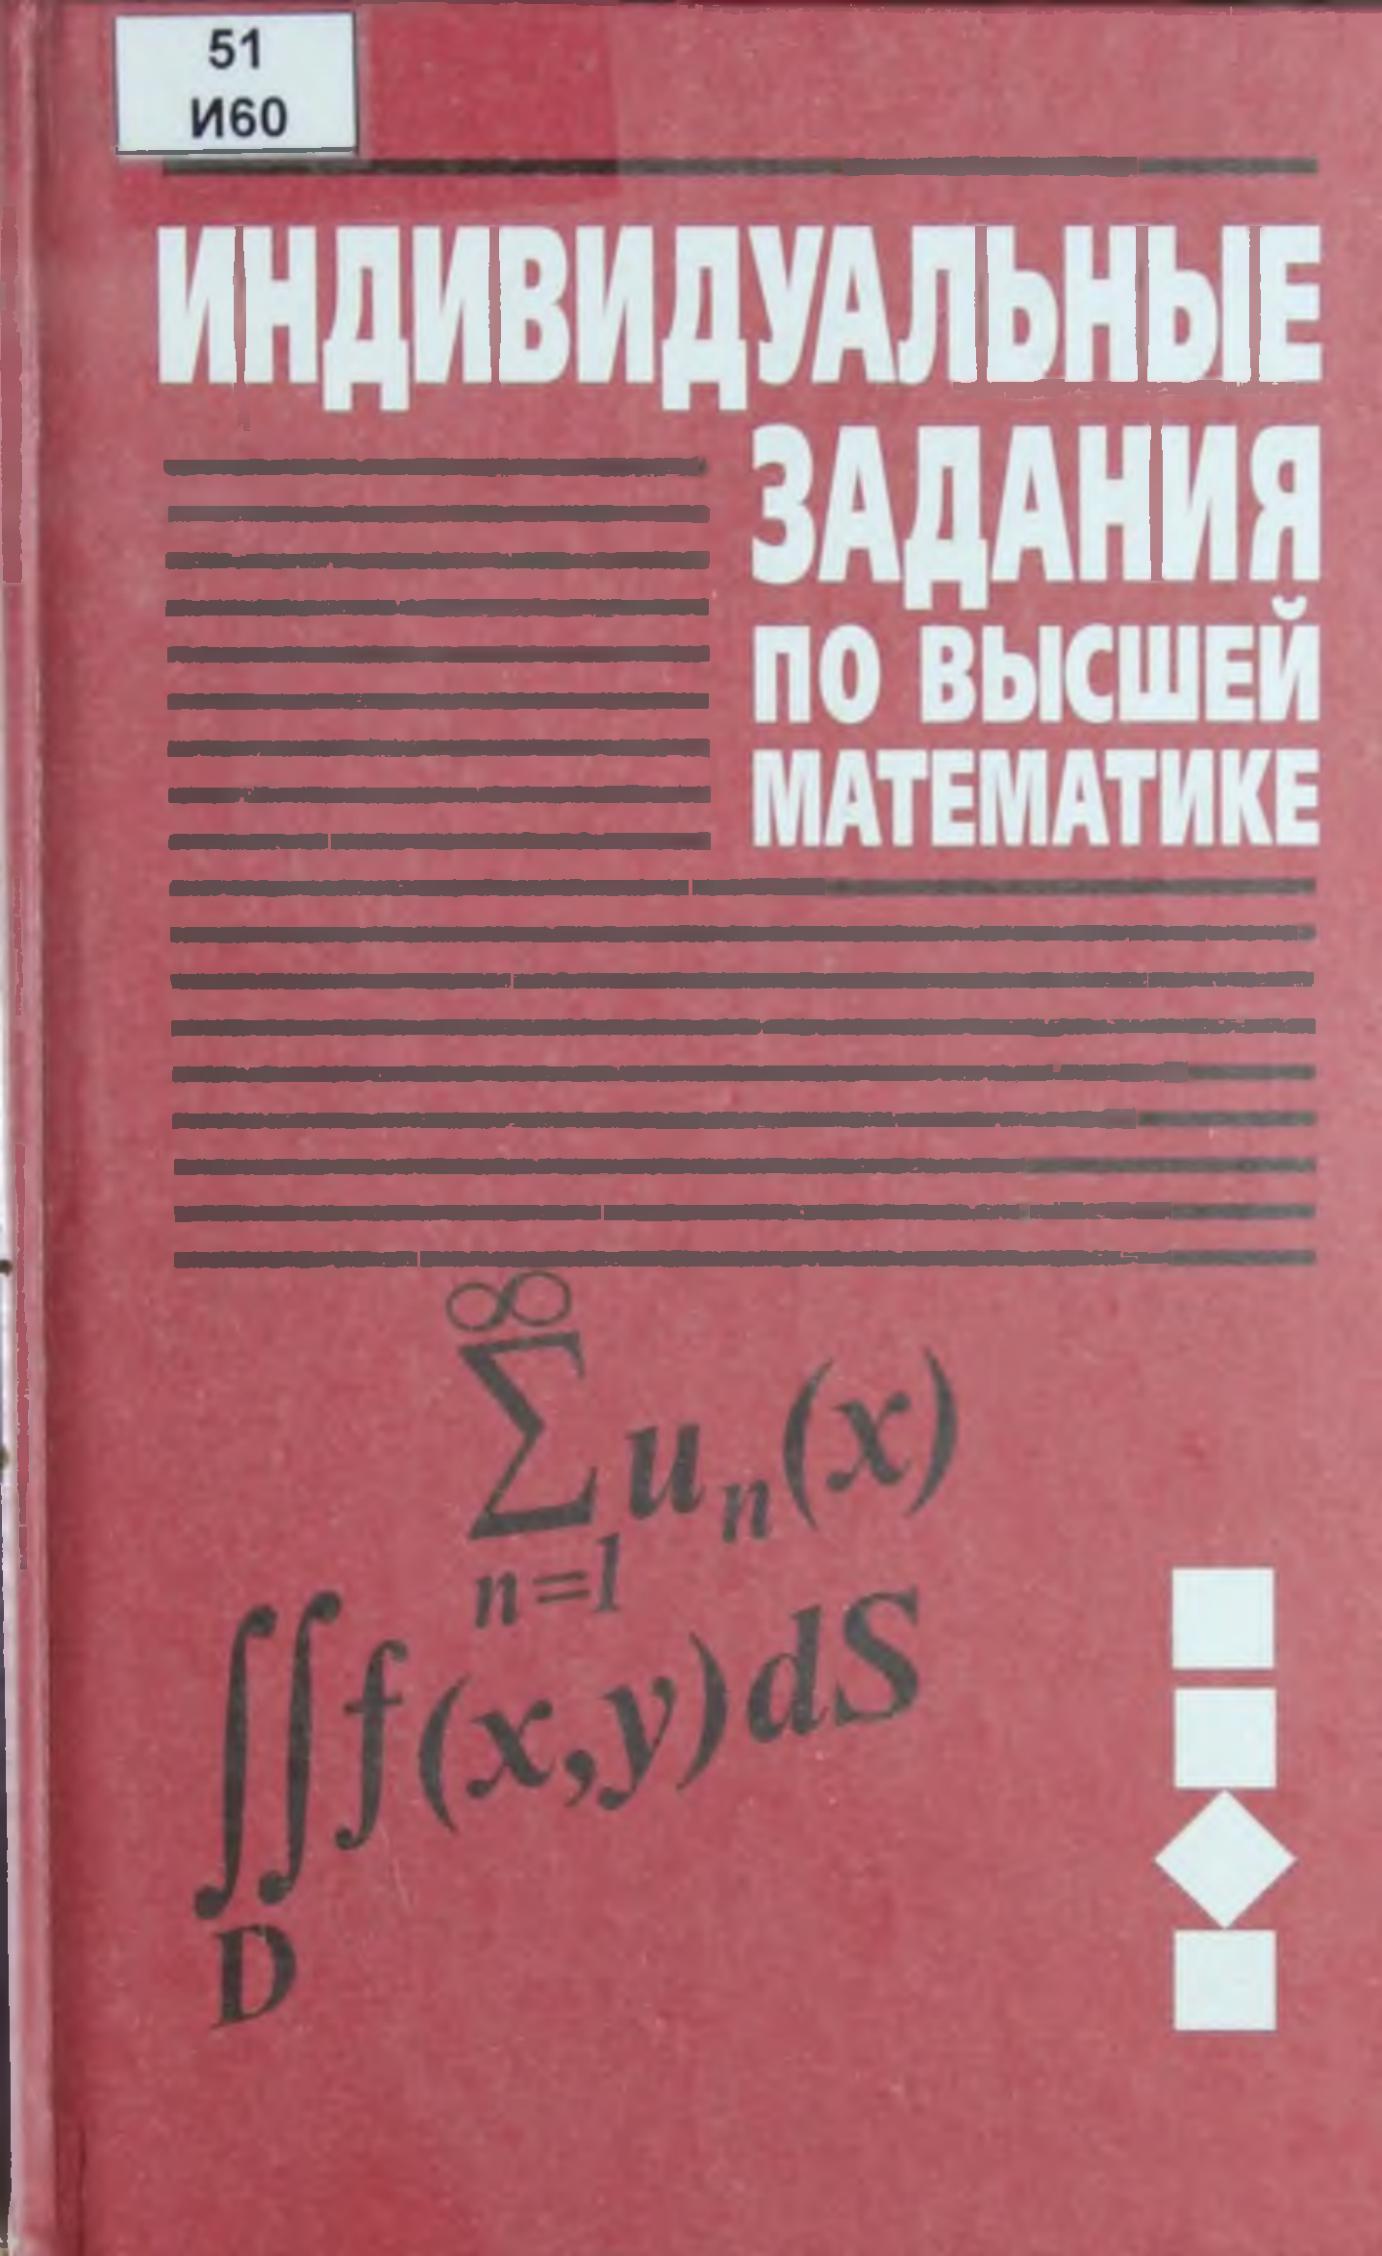 51
И60
ИНДИВИДУАЛЬНЫЕ
ЗАДАНИЯ
ПО ВЫСШЕЙ
МАТЕМАТИКЕ
∞
∑ uₙ(x)
n=1
∬ f(x,y)dS
D